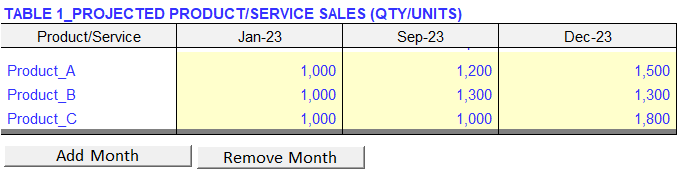 TABLE 1_PROJECTED PRODUCT/SERVICE SALES (QTY/UNITS)
Product/Service Jan-23 Sep-23 Dec-23
Product_A 1,000 1,200 1,500
Product_B 1,000 1,300 1,300
Product_C 1,000 1,000 1,800
Add Month Remove Month